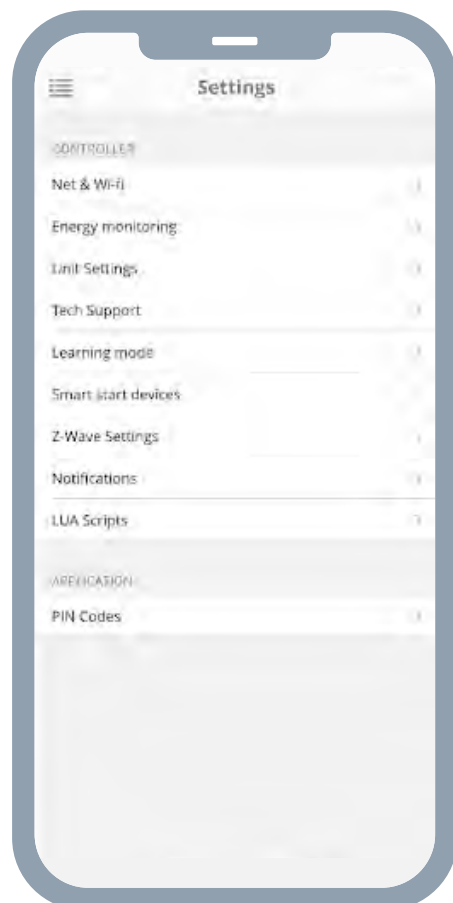 Settings
CONTROLLER
Net & Wi-fi
Energy monitoring
Unit Settings
Tech Support
Learning mode
Smart start devices
Z-Wave Settings
Notifications
LUA Scripts
APPLICATION
PIN Codes